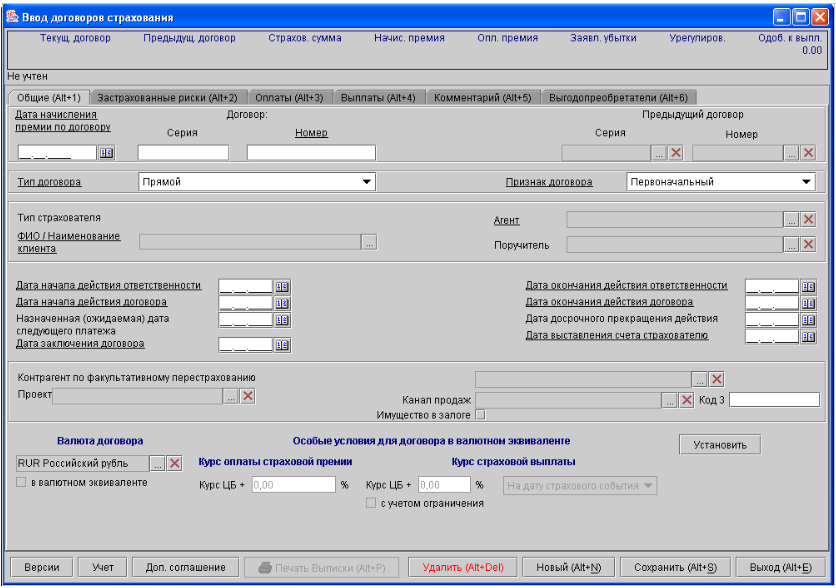 Ввод договоров страхования
Текущ. договор Предыдущ. договор Страхов. сумма Начис. премия Опл. премия Заявл. убытки Урегулиров. Одоб. к выпл.
0.00
Не учтен
Общие (Alt+1) Застрахованные риски (Alt+2) Оплаты (Alt+3) Выплаты (Alt+4) Комментарий (Alt+5) Выгодопреобретатели (Alt+6)
Дата начисления премии по договору Договор: Предыдущий договор
Серия Номер Серия Номер
Тип договора Прямой Признак договора Первоначальный
Тип страхователя
Агент
ФИО / Наименование клиента
Поручитель
Дата начала действия ответственности Дата окончания действия ответственности
Дата начала действия договора Дата окончания действия договора
Назначенная (ожидаемая) дата следующего платежа Дата досрочного прекращения действия
Дата заключения договора Дата выставления счета страхователю
Контрагент по факультативному перестрахованию
Проект Канал продаж Код 3
Имущество в залоге
Валюта договора Особые условия для договора в валютном эквиваленте Установить
RUR Российский рубль Курс оплаты страховой премии Курс страховой выплаты
в валютном эквиваленте Курс ЦБ + 0,00 % Курс ЦБ + 0,00 % На дату страхового события
с учетом ограничения
Версии Учет Доп. соглашение Печать Выписки (Alt+P) Удалить (Alt+Del) Новый (Alt+N) Сохранить (Alt+S) Выход (Alt+E)